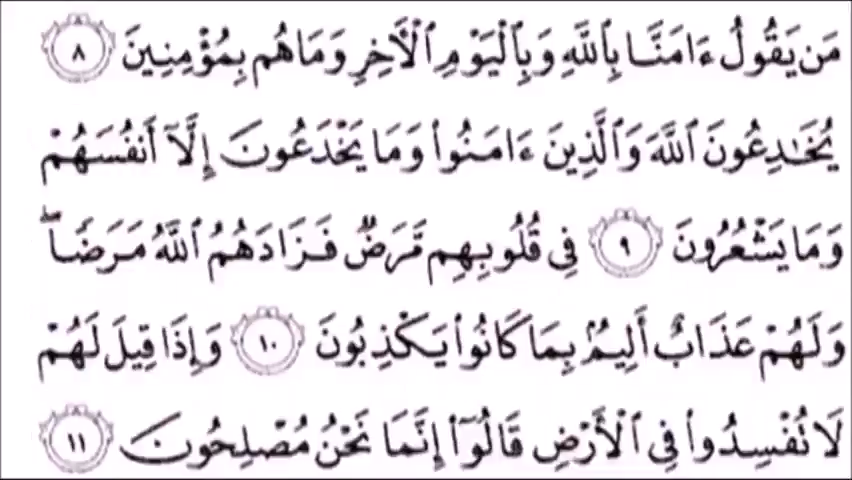 مَن يَقُولُ ءَامَنَّا بِٱللَّهِ وَبِٱلْيَوْمِ ٱلْأَخِرِ وَمَا هُم بِمُؤْمِنِينَ ٨
يُخَٰدِعُونَ ٱللَّهَ وَٱلَّذِينَ ءَامَنُوا۟ وَمَا يَخْدَعُونَ إِلَّآ أَنفُسَهُمْ
وَمَا يَشْعُرُونَ ٩ فِى قُلُوبِهِم مَّرَضٌ فَزَادَهُمُ ٱللَّهُ مَرَضًا ۖ
وَلَهُمْ عَذَابٌ أَلِيمٌۢ بِمَا كَانُوا۟ يَكْذِبُونَ ١٠ وَإِذَا قِيلَ لَهُمْ
لَا نُفْسِدُوا۟ فِى ٱلْأَرْضِ قَالُوٓا۟ إِنَّمَا نَحْنُ مُصْلِحُونَ ١١